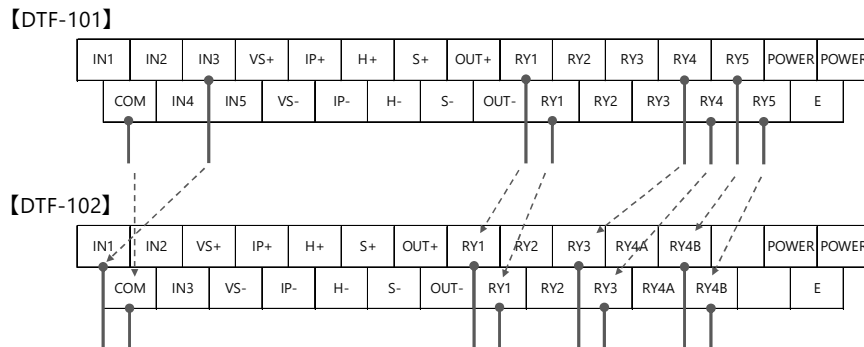 【DTF-101】
IN1 IN2 IN3 VS+ IP+ H+ S+ OUT+ RY1 RY2 RY3 RY4 RY5 POWER POWER
COM IN4 IN5 VS- IP- H- S- OUT- RY1 RY2 RY3 RY4 RY5 E
【DTF-102】
IN1 IN2 VS+ IP+ H+ S+ OUT+ RY1 RY2 RY3 RY4A RY4B POWER POWER
COM IN3 VS- IP- H- S- OUT- RY1 RY2 RY3 RY4A RY4B E